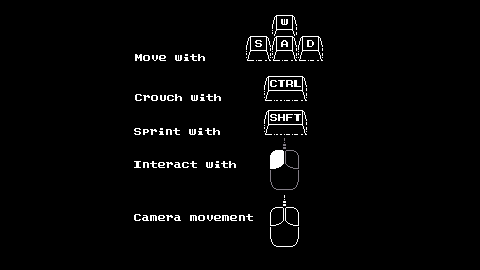 W
Move with S A D
Crouch with CTRL
Sprint with SHFT
Interact with
Camera movement